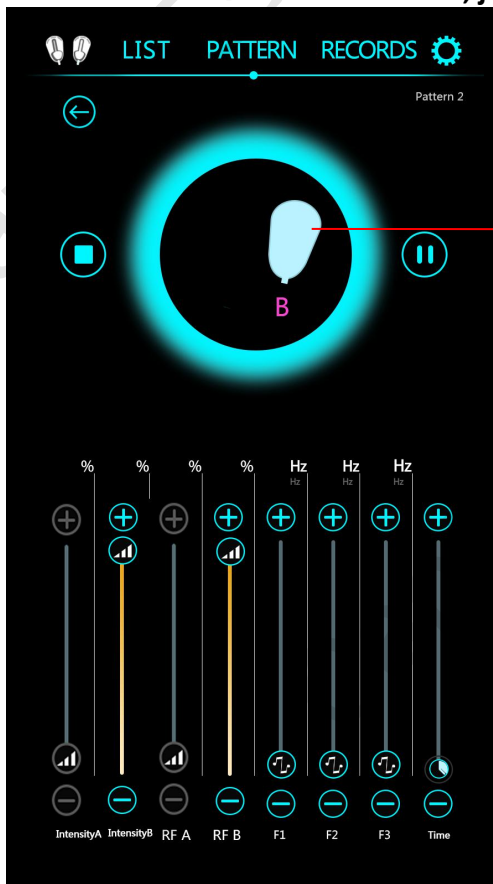 LIST PATTERN RECORDS
Pattern 2
B
% % % % Hz Hz Hz
Hz Hz Hz
IntensityA IntensityB RF A RF B F1 F2 F3 Time